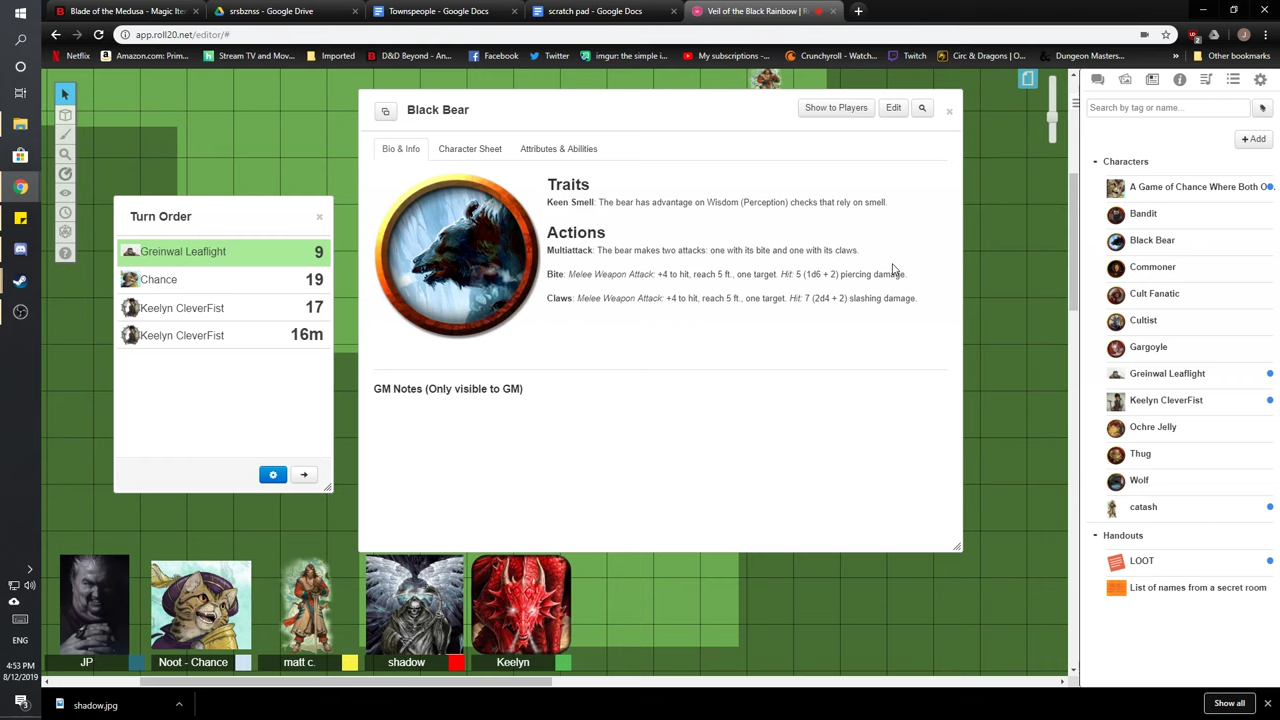 Blade of the Medusa - Magic Ite
srsbznss - Google Drive
Townspeople - Google Docs
scratch pad - Google Docs
Veil of the Black Rainbow | R
app.roll20.net/editor/#
Netflix
Amazon.com: Prim...
Stream TV and Mov...
Imported
D&D Beyond - An...
Facebook
Twitter
imgur: the simple i...
My subscriptions -...
Crunchyroll - Watch...
Twitch
Circ & Dragons | O...
Dungeon Masters...
Other bookmarks
Black Bear
Show to Players
Edit
Bio & Info
Character Sheet
Attributes & Abilities
Traits
Keen Smell: The bear has advantage on Wisdom (Perception) checks that rely on smell.
Actions
Multiattack: The bear makes two attacks: one with its bite and one with its claws.
Bite: Melee Weapon Attack: +4 to hit, reach 5 ft., one target. Hit: 5 (1d6 + 2) piercing damage.
Claws: Melee Weapon Attack: +4 to hit, reach 5 ft., one target. Hit: 7 (2d4 + 2) slashing damage.
GM Notes (Only visible to GM)
Turn Order
Greinwal Leaflight 9
Chance 19
Keelyn CleverFist 17
Keelyn CleverFist 16m
Search by tag or name...
+ Add
Characters
A Game of Chance Where Both O...
Bandit
Black Bear
Commoner
Cult Fanatic
Cultist
Gargoyle
Greinwal Leaflight
Keelyn CleverFist
Ochre Jelly
Thug
Wolf
catash
Handouts
LOOT
List of names from a secret room
JP
Noot - Chance
matt c.
shadow
Keelyn
ENG
4:53 PM
8/12/2019
shadow.jpg
Show all